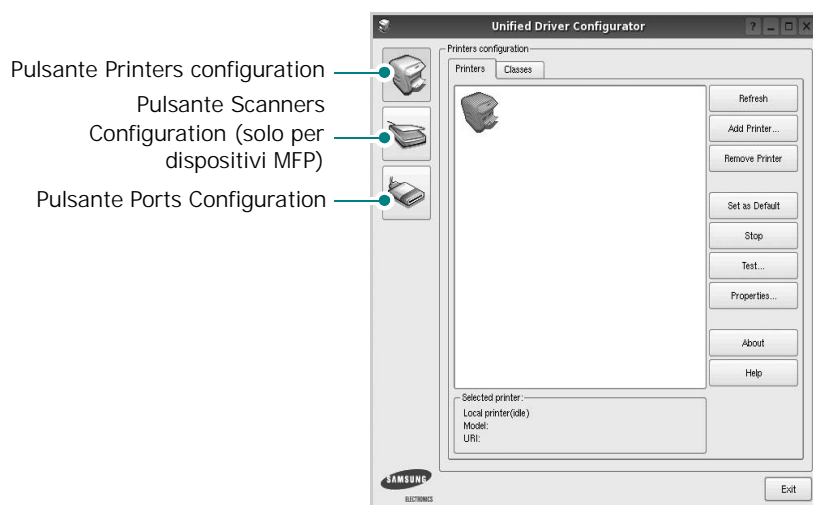 Unified Driver Configurator
Pulsante Printers configuration
Pulsante Scanners
Configuration (solo per
dispositivi MFP)
Pulsante Ports Configuration
Printers configuration
Printers
Classes
Refresh
Add Printer...
Remove Printer
Set as Default
Stop
Test...
Properties...
About
Help
Selected printer:
Local printer(idle)
Model:
URI:
SAMSUNG
ELECTRONICS
Exit